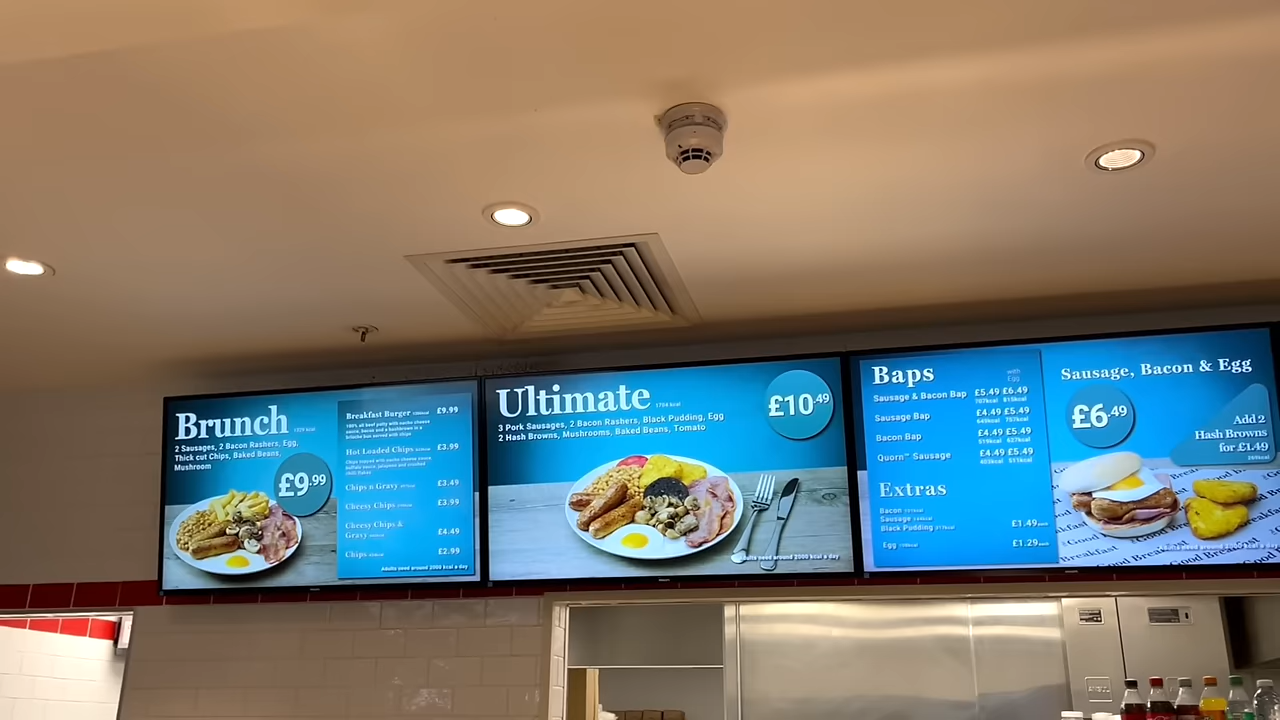 Brunch
2 Sausages, 2 Bacon Rashers, Egg,
Thick cut Chips, Baked Beans,
Mushroom
£9.99
Breakfast Burger £9.99
Hot Loaded Chips £3.99
Chips n Gravy £3.49
Cheesy Chips £3.99
Cheesy Chips &
Gravy £4.49
Chips £2.99
Adults need around 2000 kcal a day
Ultimate 1704 kcal
3 Pork Sausages, 2 Bacon Rashers, Black Pudding, Egg
2 Hash Browns, Mushrooms, Baked Beans, Tomato
£10.49
Adults need around 2000 kcal a day
Baps
with
Egg
Sausage & Bacon Bap £5.49 £6.49
707kcal 815kcal
Sausage Bap £4.49 £5.49
Bacon Bap £4.49 £5.49
Quorn™ Sausage £4.49 £5.49
Extras
Bacon
Sausage
Black Pudding £1.49
Egg £1.29
Sausage, Bacon & Egg
£6.49
Add 2
Hash Browns
for £1.49
Adults need around 2000 kcal a day